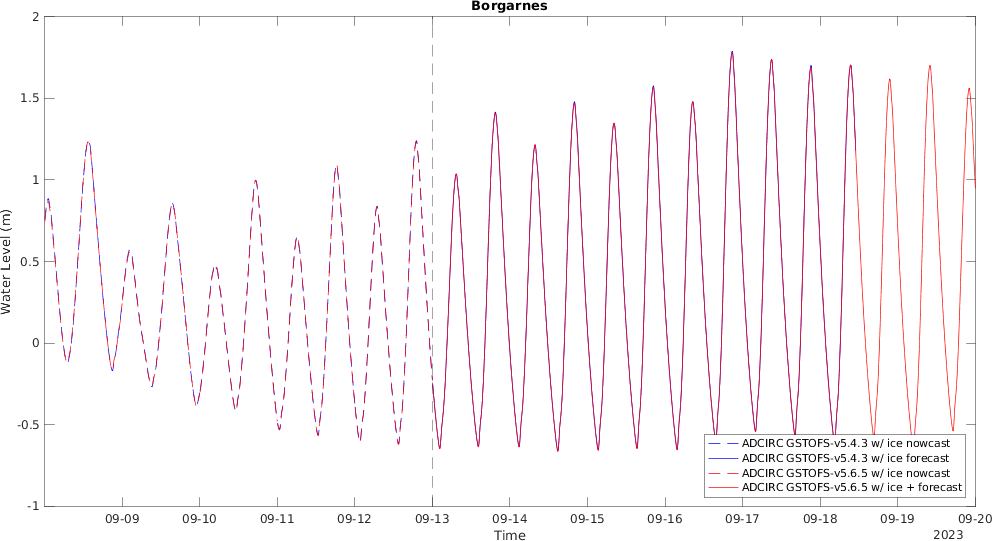 Borgarnes
2
1.5
1
0.5
0
-0.5
-1
Water Level (m)
09-09 09-10 09-11 09-12 09-13 09-14 09-15 09-16 09-17 09-18 09-19 09-20
Time
2023
ADCIRC GSTOFS-v5.4.3 w/ ice nowcast
ADCIRC GSTOFS-v5.4.3 w/ ice forecast
ADCIRC GSTOFS-v5.6.5 w/ ice nowcast
ADCIRC GSTOFS-v5.6.5 w/ ice + forecast